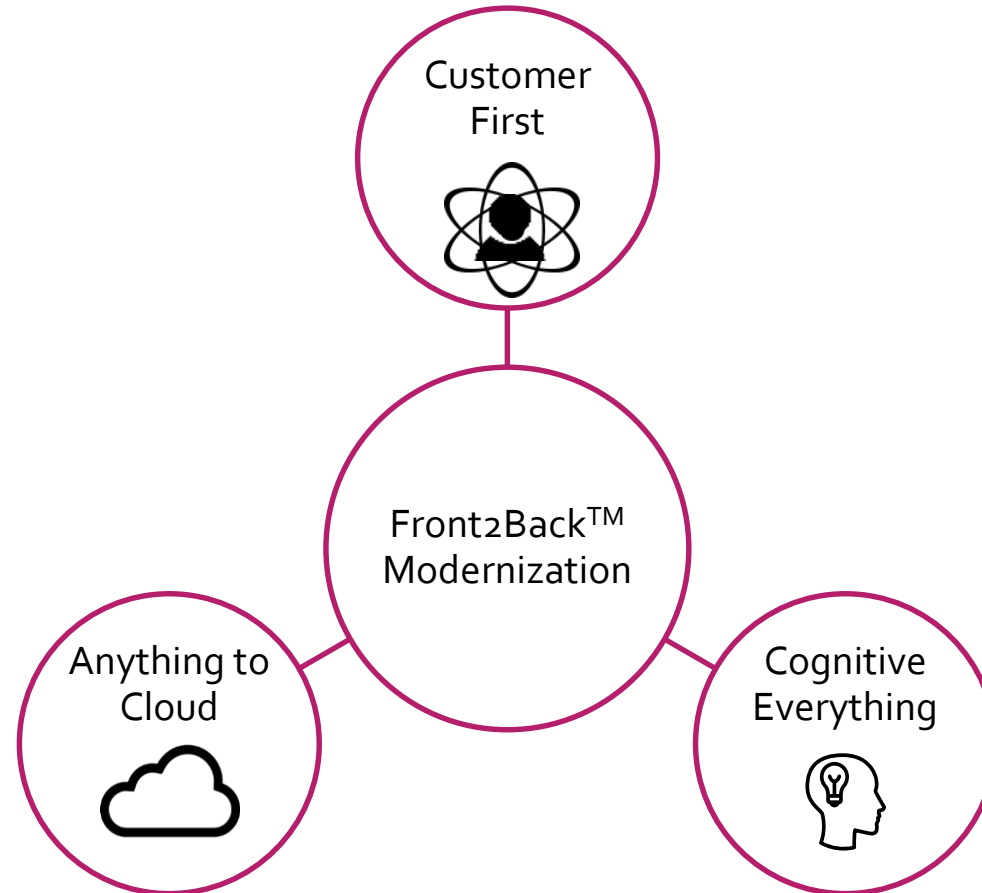 Customer
First
Front2Back™
Modernization
Anything to
Cloud
Cognitive
Everything